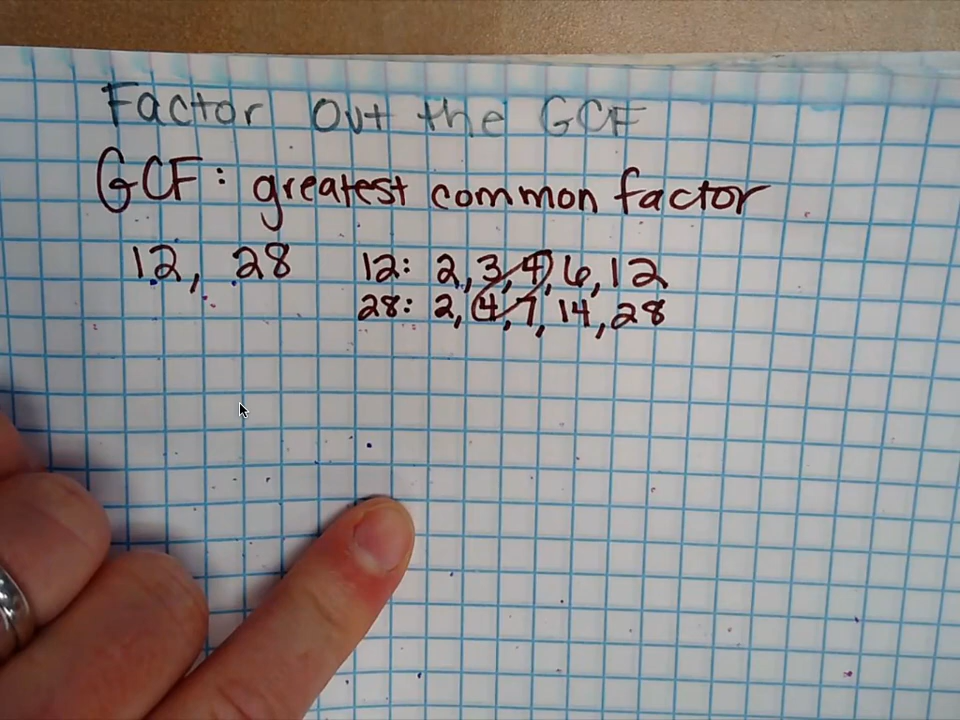 Factor out the GCF
GCF: greatest common factor
12, 28 12: 2, 3, 4, 6, 12
28: 2, 4, 7, 14, 28